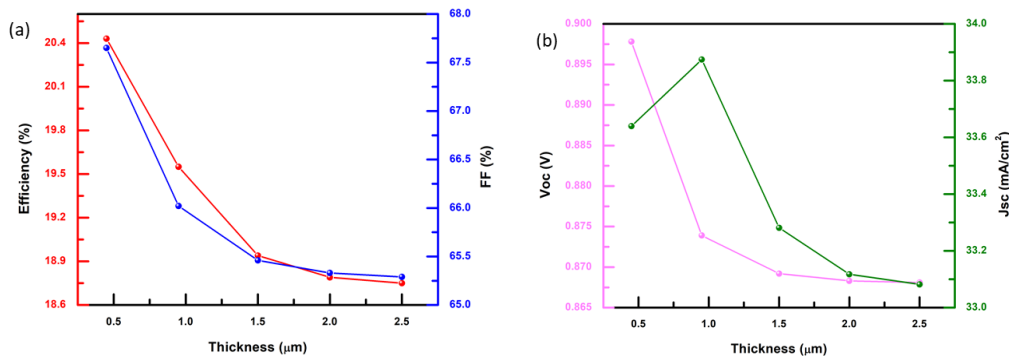 (a)
Efficiency (%)
20.4
20.1
19.8
19.5
19.2
18.9
18.6
68.0
67.5
67.0
66.5
66.0
65.5
65.0
FF (%)
0.5 1.0 1.5 2.0 2.5
Thickness (μm)
(b)
Voc (V)
0.900
0.895
0.890
0.885
0.880
0.875
0.870
0.865
34.0
33.8
33.6
33.4
33.2
33.0
Jsc (mA/cm²)
0.5 1.0 1.5 2.0 2.5
Thickness (μm)